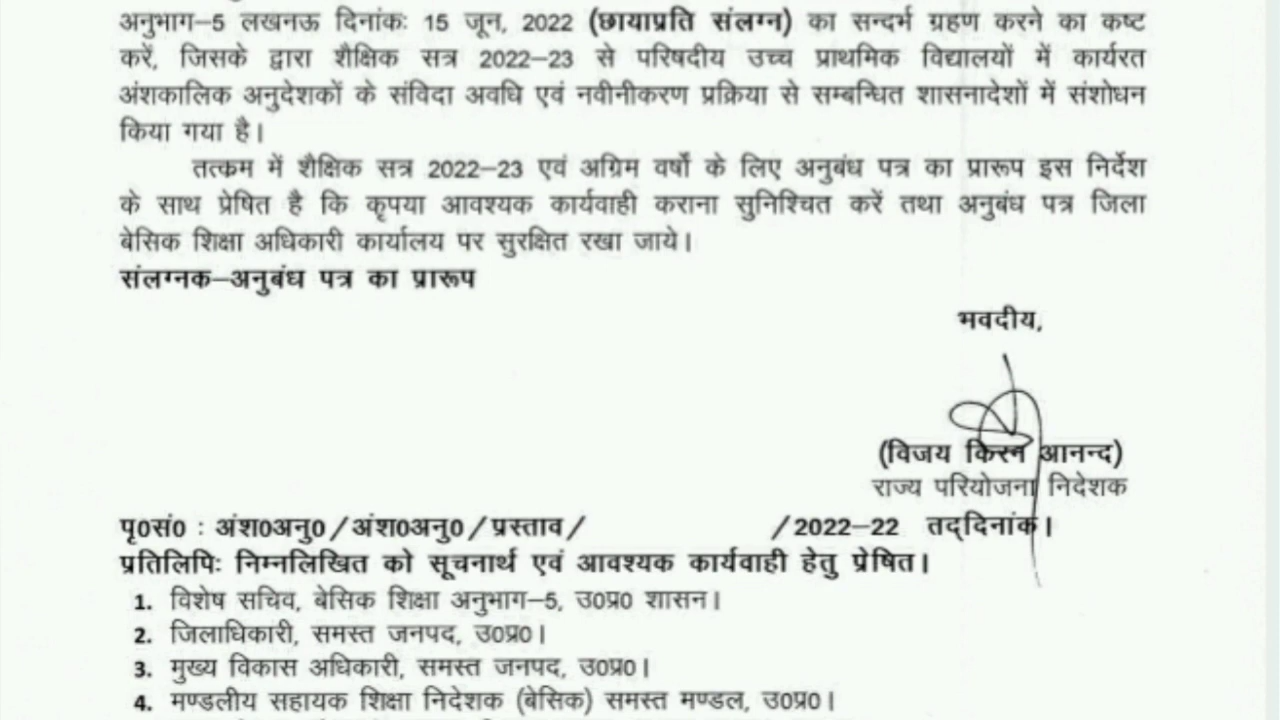 अनुभाग–5 लखनऊ दिनांकः 15 जून, 2022 (छायाप्रति संलग्न) का सन्दर्भ ग्रहण करने का कष्ट
करें, जिसके द्वारा शैक्षिक सत्र 2022–23 से परिषदीय उच्च प्राथमिक विद्यालयों में कार्यरत
अंशकालिक अनुदेशकों के संविदा अवधि एवं नवीनीकरण प्रक्रिया से सम्बन्धित शासनादेशों में संशोधन
किया गया है।
तत्कम में शैक्षिक सत्र 2022–23 एवं अग्रिम वर्षो के लिए अनुबंध पत्र का प्रारूप इस निर्देश
के साथ प्रेषित है कि कृपया आवश्यक कार्यवाही कराना सुनिश्चित करें तथा अनुबंध पत्र जिला
बेसिक शिक्षा अधिकारी कार्यालय पर सुरक्षित रखा जाये।
संलग्नक–अनुबंध पत्र का प्रारूप
भवदीय,
(विजय किरन आनन्द)
राज्य परियोजना निदेशक
पृ0सं0 : अंश0अनु0/अंश0अनु0/प्रस्ताव/ /2022–22 तद्दिनांक।
प्रतिलिपिः निम्नलिखित को सूचनार्थ एवं आवश्यक कार्यवाही हेतु प्रेषित।
1. विशेष सचिव, बेसिक शिक्षा अनुभाग–5, उ0प्र0 शासन।
2. जिलाधिकारी, समस्त जनपद, उ0प्र0।
3. मुख्य विकास अधिकारी, समस्त जनपद, उ0प्र0।
4. मण्डलीय सहायक शिक्षा निदेशक (बेसिक) समस्त मण्डल, उ0प्र0।